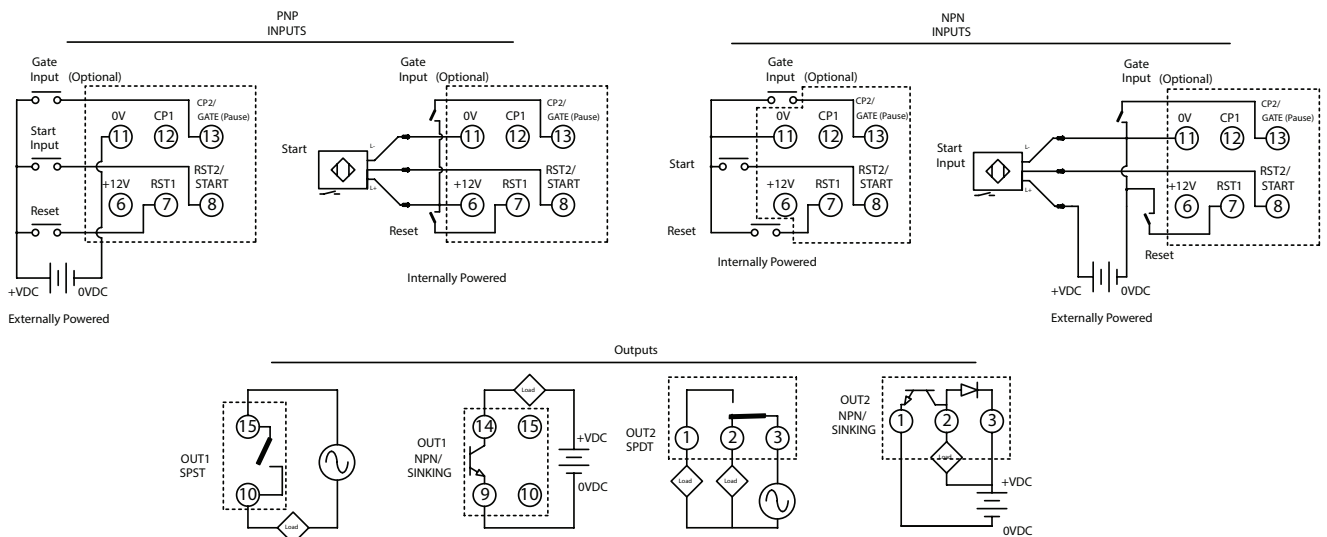 PNP
INPUTS
NPN
INPUTS
Gate
Input (Optional)
0V CP1 CP2/
GATE (Pause)
11 12 13
Start
Input
+12V RST1 RST2/
START
6 7 8
Reset
+VDC 0VDC
Externally Powered
Gate
Input (Optional)
0V CP1 CP2/
GATE (Pause)
11 12 13
Start
L-
L+
+12V RST1 RST2/
START
6 7 8
Reset
Internally Powered
Gate
Input (Optional)
0V CP1 CP2/
GATE (Pause)
11 12 13
Start
+12V RST1 RST2/
START
6 7 8
Reset
Internally Powered
Gate
Input (Optional)
0V CP1 CP2/
GATE (Pause)
11 12 13
Start
Input
L-
L+
+12V RST1 RST2/
START
6 7 8
Reset
+VDC 0VDC
Externally Powered
Outputs
15
OUT1
SPST
10
Load
Load
14 15
OUT1
NPN/
SINKING
+VDC
9 10
0VDC
OUT2
SPDT
1 2 3
Load Load
OUT2
NPN/
SINKING
1 2 3
Load
+VDC
0VDC